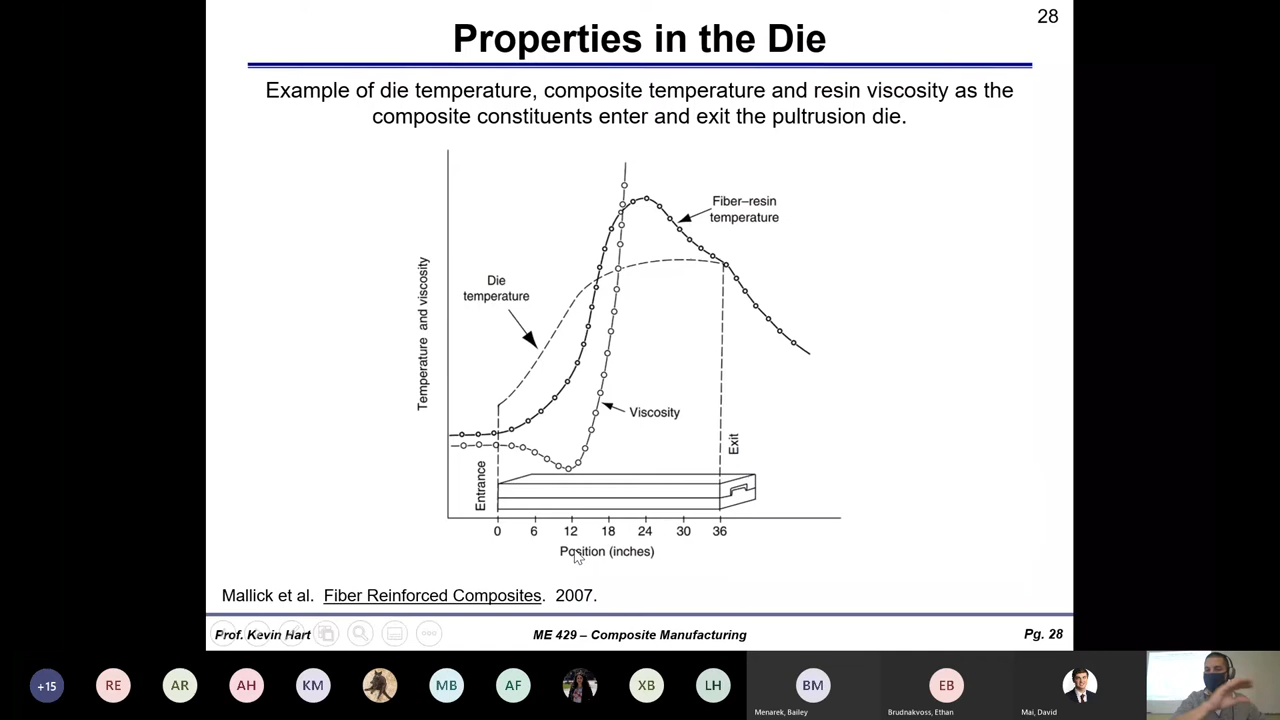 28
Properties in the Die
Example of die temperature, composite temperature and resin viscosity as the
composite constituents enter and exit the pultrusion die.
Fiber–resin
temperature
Die
temperature
Temperature and viscosity
Viscosity
Entrance
Exit
0 6 12 18 24 30 36
Position (inches)
Mallick et al. Fiber Reinforced Composites. 2007.
Prof. Kevin Hart
ME 429 – Composite Manufacturing
Pg. 28
+15 RE AR AH KM MB AF XB LH BM EB
Menarek, Bailey
Brudnakvoss, Ethan
Mai, David